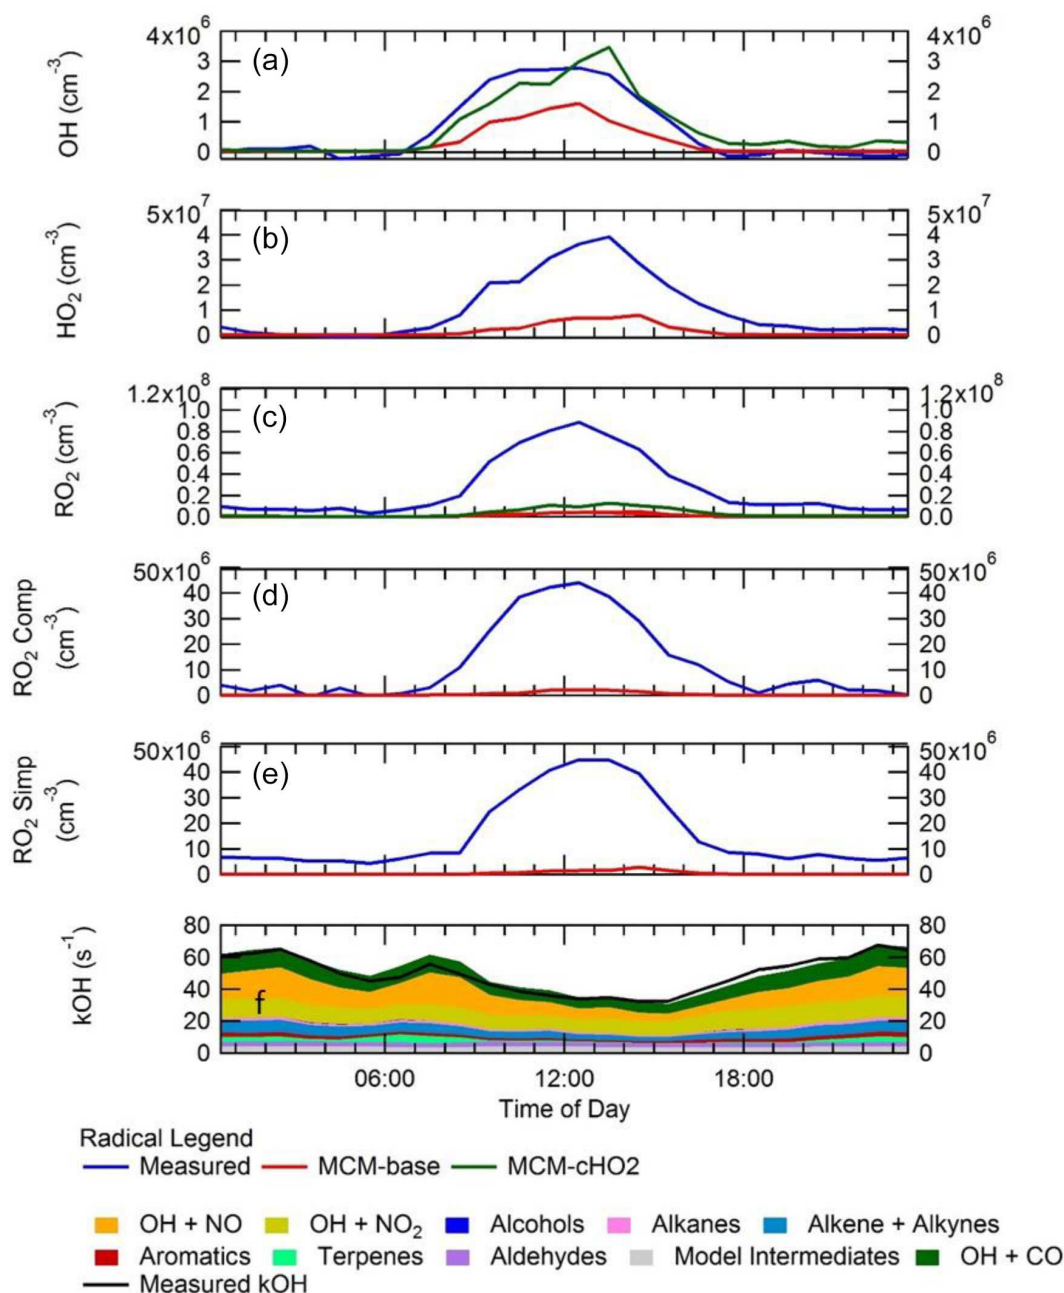 4x10⁶ 4x10⁶
(a)
3 3
OH (cm⁻³)
2 2
1 1
0 0
5x10⁷ 5x10⁷
(b)
4 4
HO₂ (cm⁻³)
3 3
2 2
1 1
0 0
1.2x10⁸ 1.2x10⁸
(c)
1.0 1.0
RO₂ (cm⁻³)
0.8 0.8
0.6 0.6
0.4 0.4
0.2 0.2
0.0 0.0
50x10⁶ 50x10⁶
(d)
40 40
RO₂ Comp
(cm⁻³)
30 30
20 20
10 10
0 0
50x10⁶ 50x10⁶
(e)
40 40
RO₂ Simp
(cm⁻³)
30 30
20 20
10 10
0 0
80 80
kOH (s⁻¹)
60 60
40 40
f
20 20
0 0
06:00 12:00 18:00
Time of Day
Radical Legend
Measured MCM-base MCM-cHO2
OH + NO OH + NO₂ Alcohols Alkanes Alkene + Alkynes
Aromatics Terpenes Aldehydes Model Intermediates OH + CO
Measured kOH